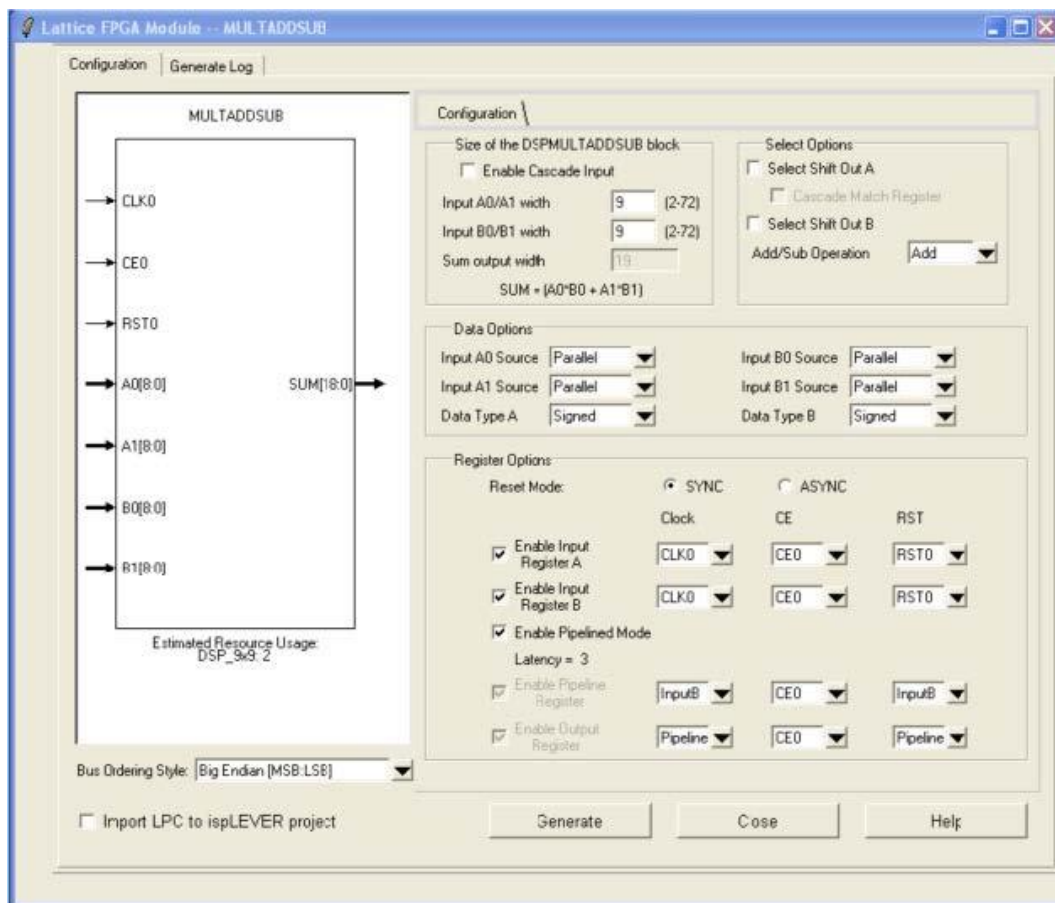 Lattice FPGA Module -- MULTADDSUB
Configuration Generate Log
MULTADDSUB
CLK0
CE0
RST0
A0[8:0] SUM[18:0]
A1[8:0]
B0[8:0]
B1[8:0]
Estimated Resource Usage:
DSP_9x9: 2
Bus Ordering Style: Big Endian [MSB:LSB]
Import LPC to ispLEVER project
Configuration
Size of the DSPMULTADDSUB block
Enable Cascade Input
Input A0/A1 width 9 (2-72)
Input B0/B1 width 9 (2-72)
Sum output width 19
SUM = (A0*B0 + A1*B1)
Select Options
Select Shift Out A
Cascade Match Register
Select Shift Out B
Add/Sub Operation Add
Data Options
Input A0 Source Parallel Input B0 Source Parallel
Input A1 Source Parallel Input B1 Source Parallel
Data Type A Signed Data Type B Signed
Register Options
Reset Mode: SYNC ASYNC
Clock CE RST
Enable Input
Register A CLK0 CE0 RST0
Enable Input
Register B CLK0 CE0 RST0
Enable Pipelined Mode
Latency = 3
Enable Pipeline
Register InputB CE0 InputB
Enable Output
Register Pipeline CE0 Pipeline
Generate Close Help